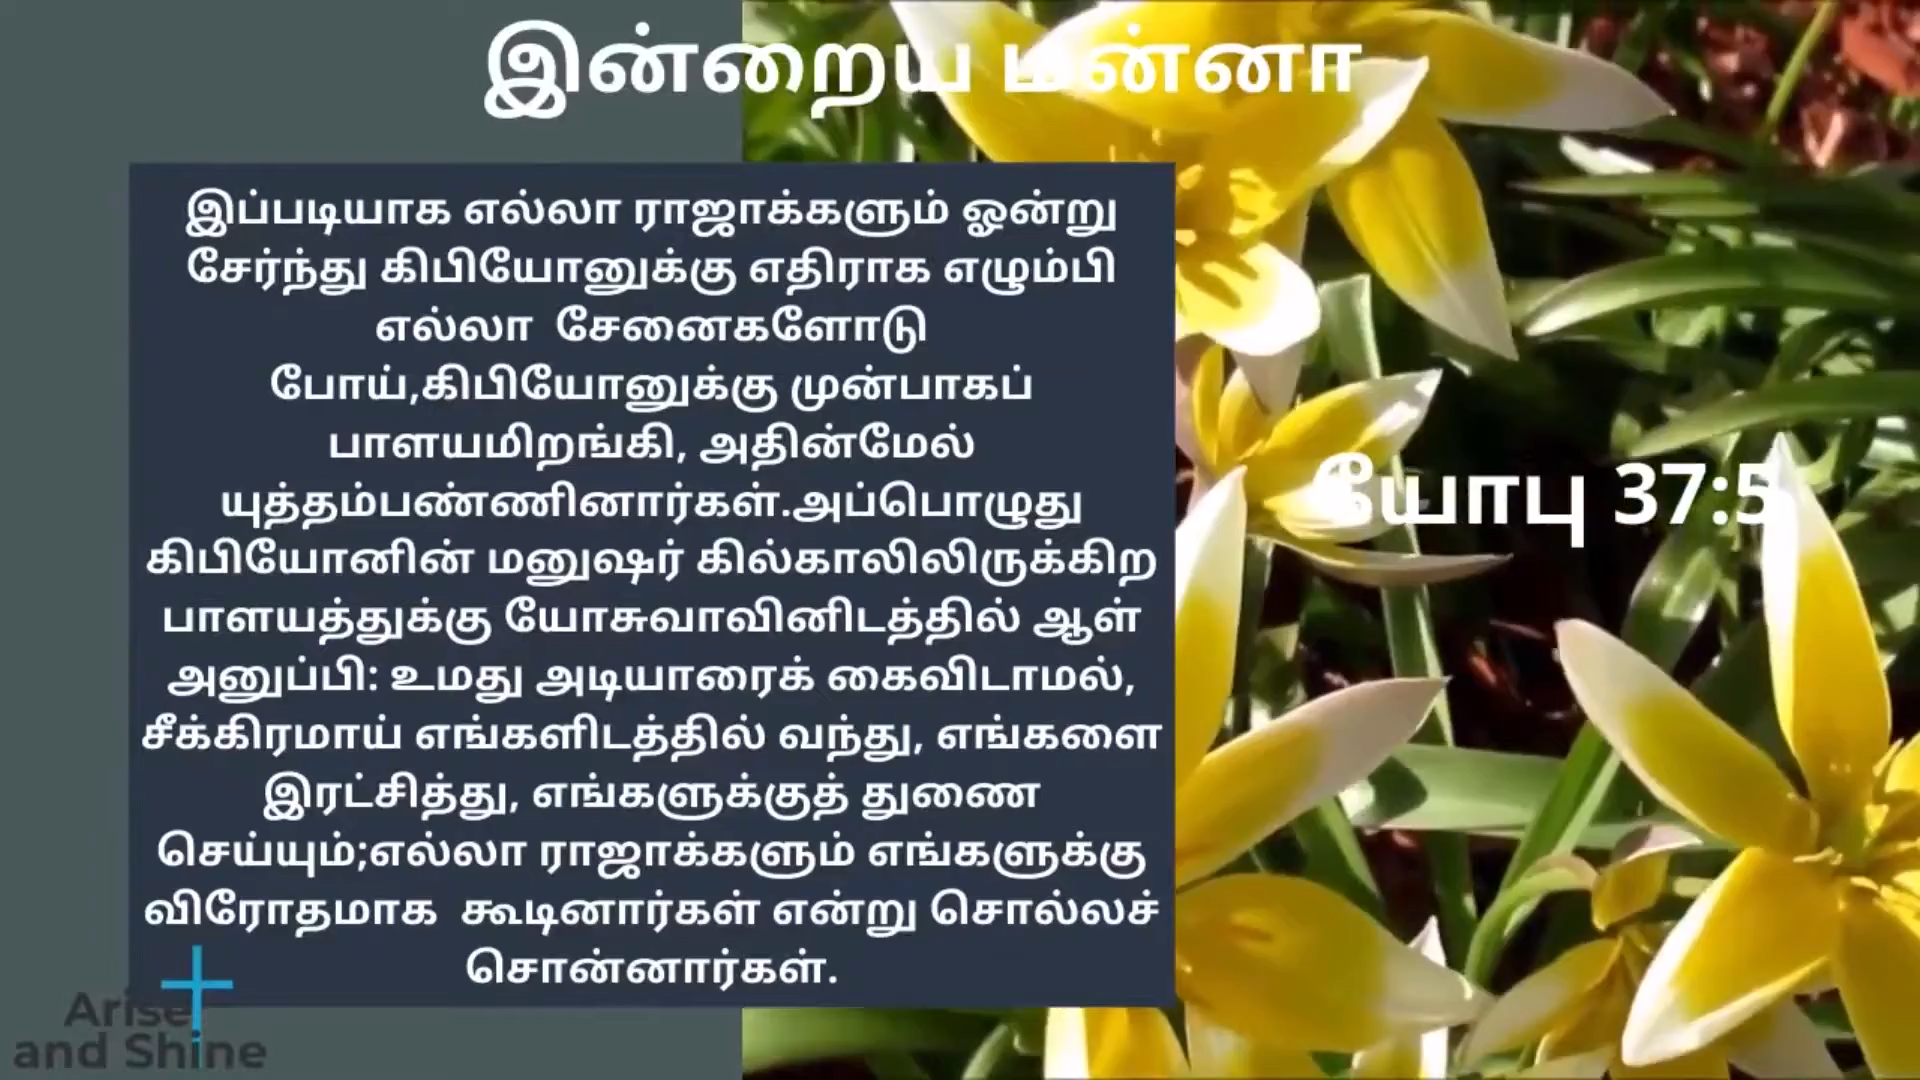 இன்றைய மன்னா
இப்படியாக எல்லா ராஜாக்களும் ஓன்று
சேர்ந்து கிபியோனுக்கு எதிராக எழும்பி
எல்லா சேனைகளோடு
போய்,கிபியோனுக்கு முன்பாகப்
பாளயமிறங்கி, அதின்மேல்
யுத்தம்பண்ணினார்கள்.அப்பொழுது
கிபியோனின் மனுஷர் கில்காலிலிருக்கிற
பாளயத்துக்கு யோசுவாவினிடத்தில் ஆள்
அனுப்பி: உமது அடியாரைக் கைவிடாமல்,
சீக்கிரமாய் எங்களிடத்தில் வந்து, எங்களை
இரட்சித்து, எங்களுக்குத் துணை
செய்யும்;எல்லா ராஜாக்களும் எங்களுக்கு
விரோதமாக கூடினார்கள் என்று சொல்லச்
சொன்னார்கள்.
யோபு 37:5
Arise
and Shine